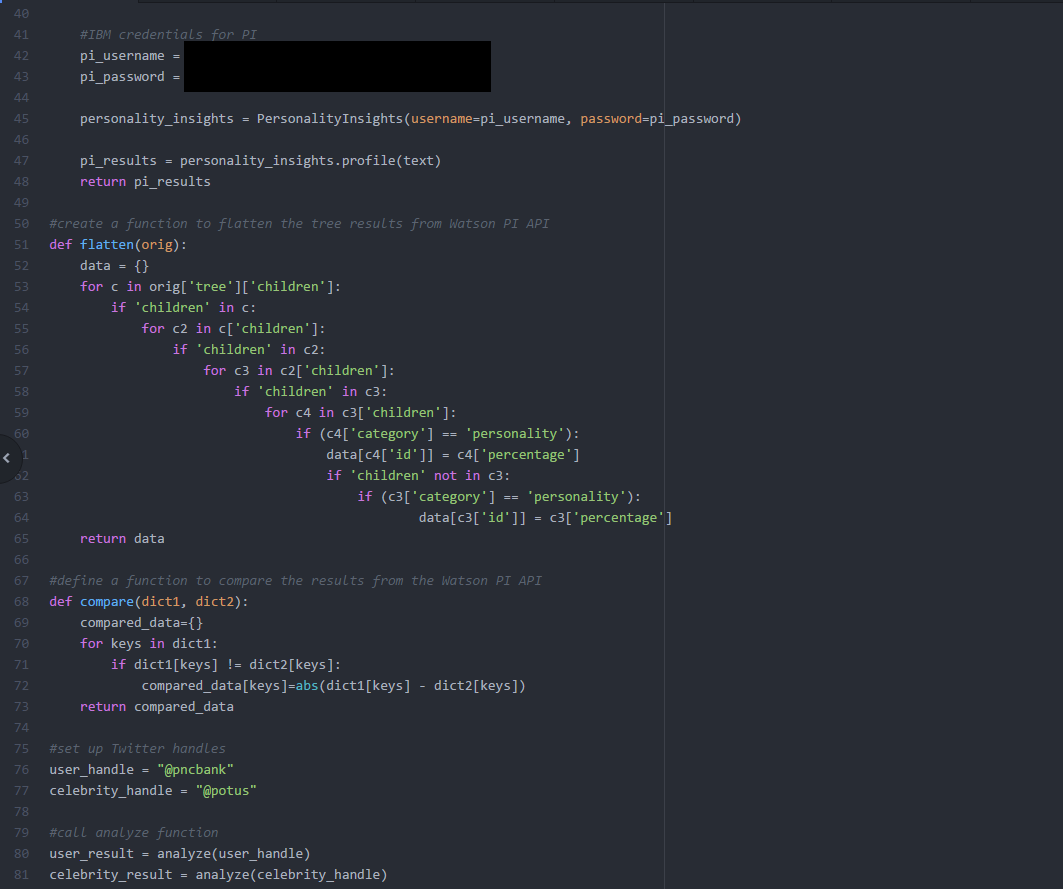 40
41 #IBM credentials for PI
42 pi_username =
43 pi_password =
44
45 personality_insights = PersonalityInsights(username=pi_username, password=pi_password)
46
47 pi_results = personality_insights.profile(text)
48 return pi_results
49
50 #create a function to flatten the tree results from Watson PI API
51 def flatten(orig):
52 data = {}
53 for c in orig['tree']['children']:
54 if 'children' in c:
55 for c2 in c['children']:
56 if 'children' in c2:
57 for c3 in c2['children']:
58 if 'children' in c3:
59 for c4 in c3['children']:
60 if (c4['category'] == 'personality'):
1 data[c4['id']] = c4['percentage']
62 if 'children' not in c3:
63 if (c3['category'] == 'personality'):
64 data[c3['id']] = c3['percentage']
65 return data
66
67 #define a function to compare the results from the Watson PI API
68 def compare(dict1, dict2):
69 compared_data={}
70 for keys in dict1:
71 if dict1[keys] != dict2[keys]:
72 compared_data[keys]=abs(dict1[keys] - dict2[keys])
73 return compared_data
74
75 #set up Twitter handles
76 user_handle = "@pncbank"
77 celebrity_handle = "@potus"
78
79 #call analyze function
80 user_result = analyze(user_handle)
81 celebrity_result = analyze(celebrity_handle)